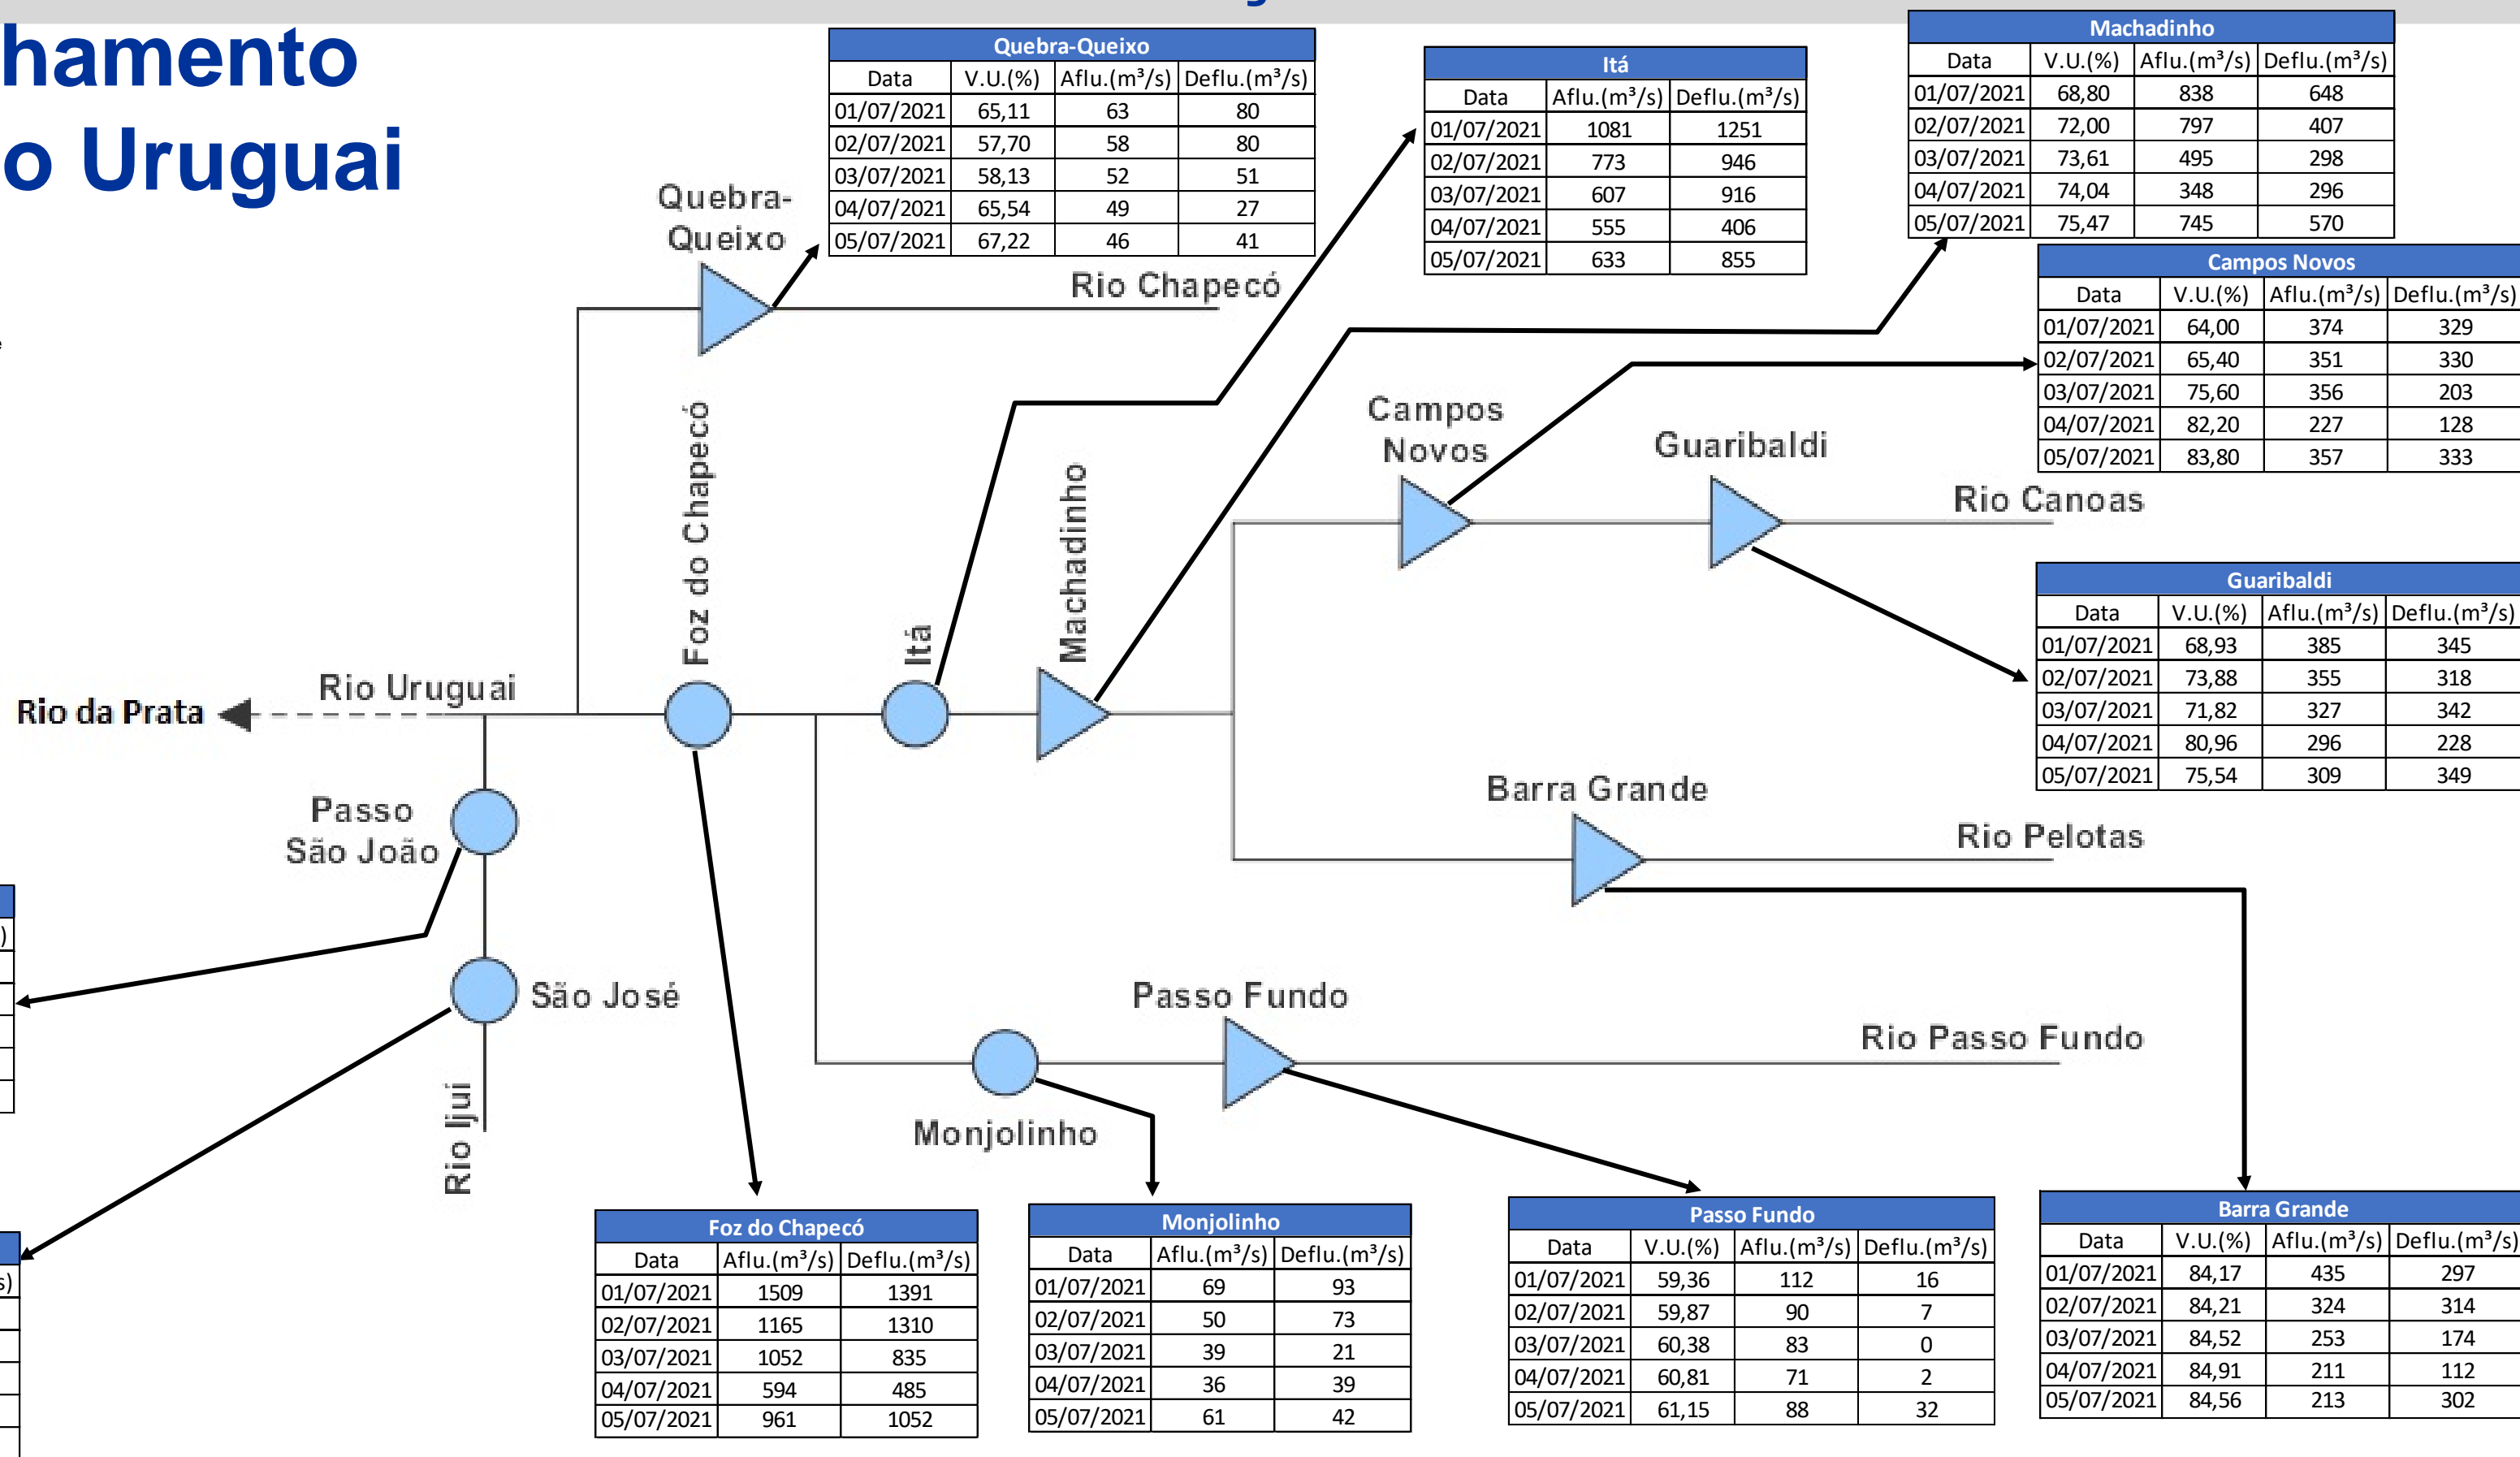 hamento
o Uruguai
Quebra-Queixo
Data V.U.(%) Aflu.(m³/s) Deflu.(m³/s)
01/07/2021 65,11 63 80
02/07/2021 57,70 58 80
03/07/2021 58,13 52 51
04/07/2021 65,54 49 27
05/07/2021 67,22 46 41
Itá
Data Aflu.(m³/s) Deflu.(m³/s)
01/07/2021 1081 1251
02/07/2021 773 946
03/07/2021 607 916
04/07/2021 555 406
05/07/2021 633 855
Machadinho
Data V.U.(%) Aflu.(m³/s) Deflu.(m³/s)
01/07/2021 68,80 838 648
02/07/2021 72,00 797 407
03/07/2021 73,61 495 298
04/07/2021 74,04 348 296
05/07/2021 75,47 745 570
Campos Novos
Data V.U.(%) Aflu.(m³/s) Deflu.(m³/s)
01/07/2021 64,00 374 329
02/07/2021 65,40 351 330
03/07/2021 75,60 356 203
04/07/2021 82,20 227 128
05/07/2021 83,80 357 333
Quebra-
Queixo
Rio Chapecó
Foz do Chapecó
Itá
Machadinho
Campos
Novos
Guaribaldi
Rio Canoas
Guaribaldi
Data V.U.(%) Aflu.(m³/s) Deflu.(m³/s)
01/07/2021 68,93 385 345
02/07/2021 73,88 355 318
03/07/2021 71,82 327 342
04/07/2021 80,96 296 228
05/07/2021 75,54 309 349
Rio da Prata
Rio Uruguai
Passo
São João
São José
Rio Ijui
Barra Grande
Rio Pelotas
Passo Fundo
Rio Passo Fundo
Monjolinho
)
s)
Foz do Chapecó
Data Aflu.(m³/s) Deflu.(m³/s)
01/07/2021 1509 1391
02/07/2021 1165 1310
03/07/2021 1052 835
04/07/2021 594 485
05/07/2021 961 1052
Monjolinho
Data Aflu.(m³/s) Deflu.(m³/s)
01/07/2021 69 93
02/07/2021 50 73
03/07/2021 39 21
04/07/2021 36 39
05/07/2021 61 42
Passo Fundo
Data V.U.(%) Aflu.(m³/s) Deflu.(m³/s)
01/07/2021 59,36 112 16
02/07/2021 59,87 90 7
03/07/2021 60,38 83 0
04/07/2021 60,81 71 2
05/07/2021 61,15 88 32
Barra Grande
Data V.U.(%) Aflu.(m³/s) Deflu.(m³/s)
01/07/2021 84,17 435 297
02/07/2021 84,21 324 314
03/07/2021 84,52 253 174
04/07/2021 84,91 211 112
05/07/2021 84,56 213 302